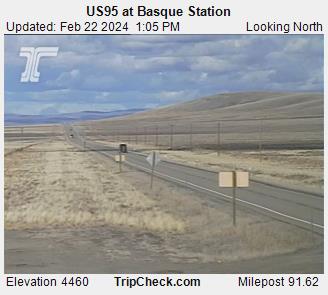 US95 at Basque Station
Updated: Feb 22 2024 1:05 PM Looking North
Elevation 4460 TripCheck.com Milepost 91.62